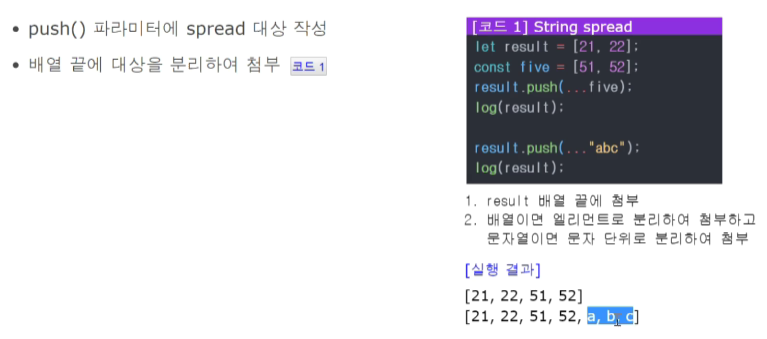 • push() 파라미터에 spread 대상 작성
• 배열 끝에 대상을 분리하여 첨부 코드 1
[코드 1] String spread
let result = [21, 22];
const five = [51, 52];
result.push(...five);
log(result);
result.push(..."abc");
log(result);
1. result 배열 끝에 첨부
2. 배열이면 엘리먼트로 분리하여 첨부하고
문자열이면 문자 단위로 분리하여 첨부
[실행 결과]
[21, 22, 51, 52]
[21, 22, 51, 52, a, b, c]